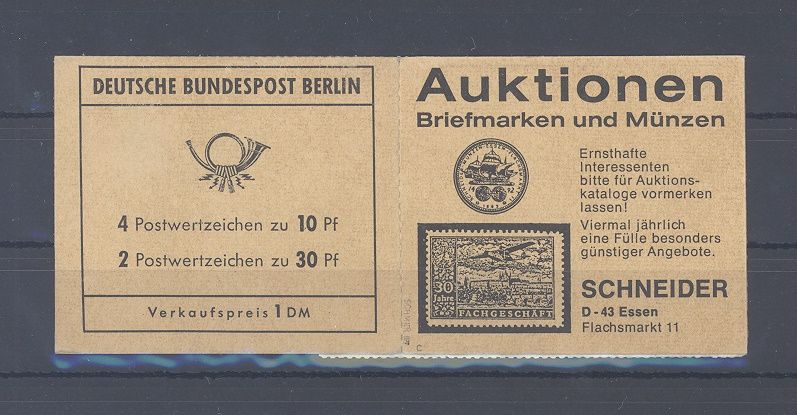 DEUTSCHE BUNDESPOST BERLIN
4 Postwertzeichen zu 10 Pf
2 Postwertzeichen zu 30 Pf
Verkaufspreis 1 DM
Auktionen
Briefmarken und Münzen
Ernsthafte
Interessenten
bitte für Auktions-
kataloge vormerken
lassen!
Viermal jährlich
eine Fülle besonders
günstiger Angebote.
30
Jahre
FACHGESCHÄFT
SCHNEIDER
D - 43 Essen
Flachsmarkt 11
C